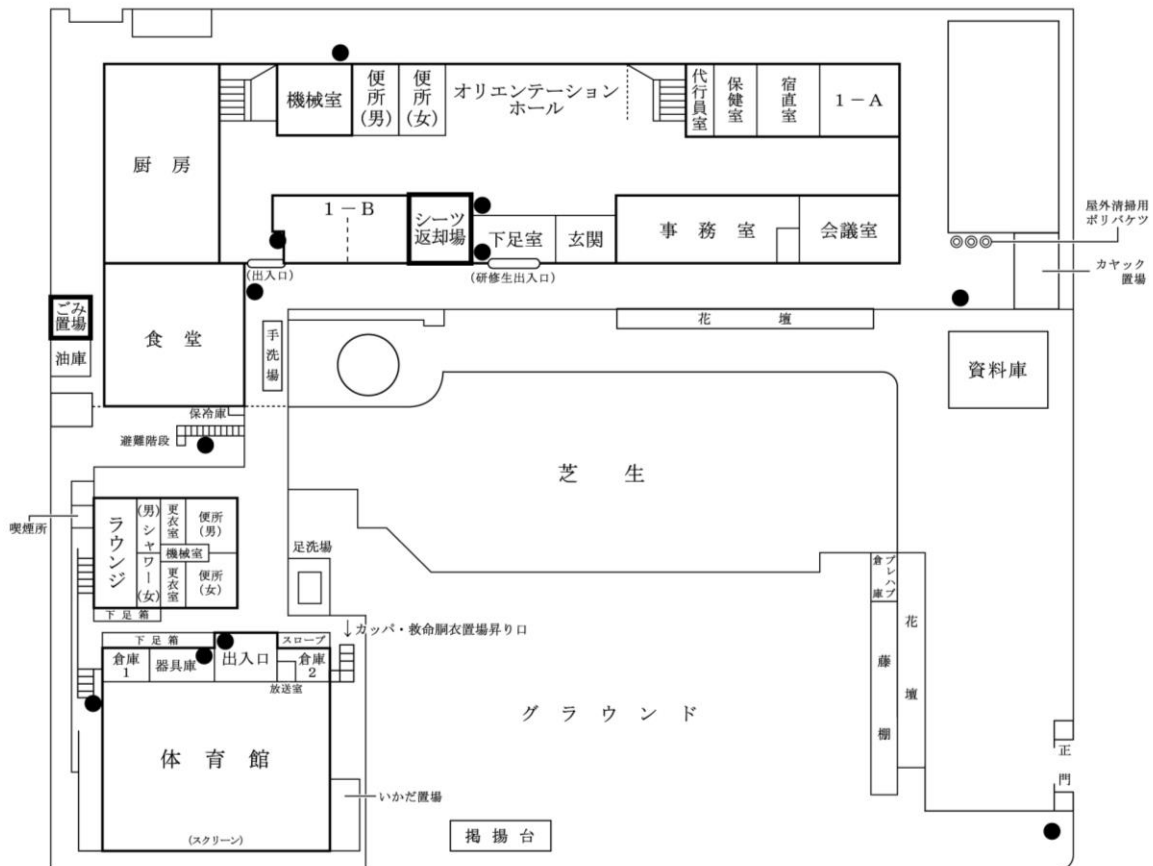 機械室
便所(男)
便所(女)
オリエンテーション
ホール
代行員室
保健室
宿直室
1－A
厨房
1－B
シーツ
返却場
下足室
玄関
事務室
会議室
屋外清掃用
ポリバケツ
カヤック
置場
(出入口)
(研修生出入口)
ごみ
置場
油庫
食堂
手洗場
花壇
資料庫
保冷庫
避難階段
芝生
喫煙所
ラウンジ
(男)シャワー(女)
更衣室
便所
(男)
機械室
更衣室
便所
(女)
下足箱
足洗場
プレハブ
倉庫
花壇
藤棚
↓カッパ・救命胴衣置場昇り口
下足箱
スロープ
倉庫
1
器具庫
出入口
倉庫
2
放送室
グラウンド
体育館
正門
いかだ置場
(スクリーン)
掲揚台